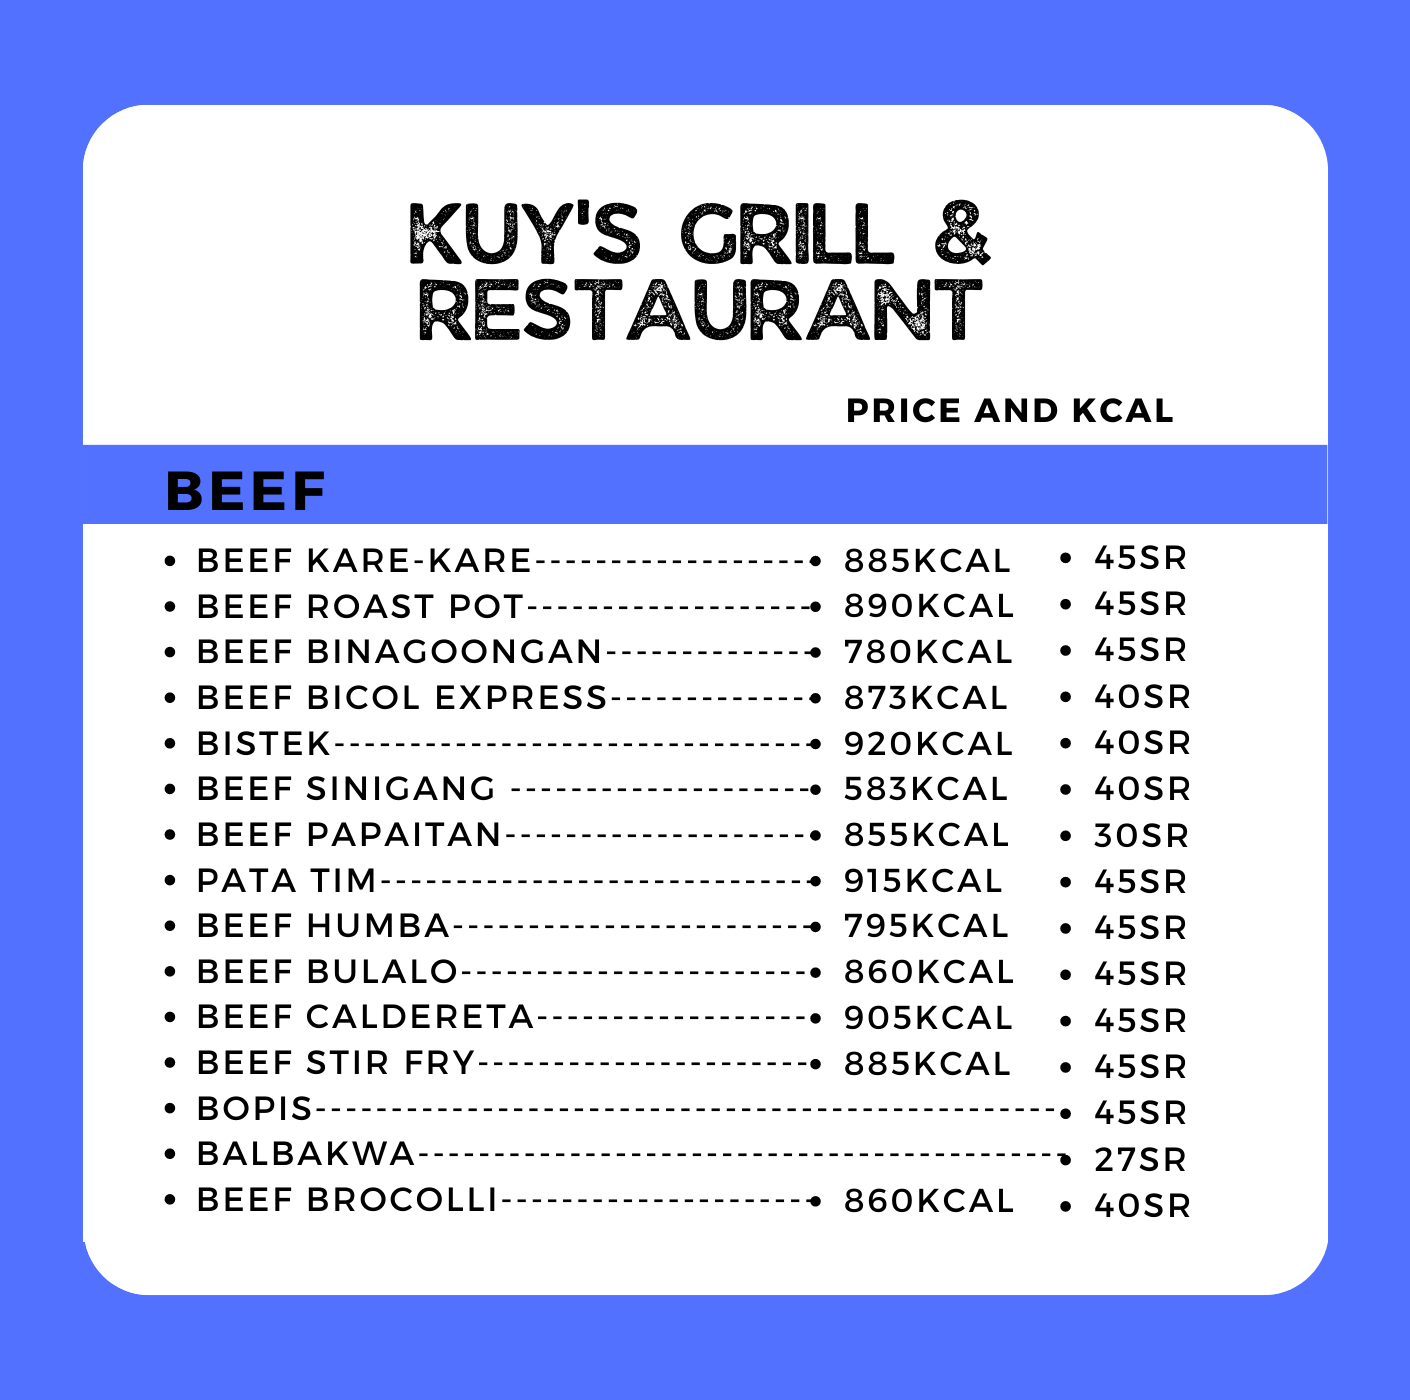 KUY'S GRILL &
RESTAURANT
PRICE AND KCAL
BEEF
• BEEF KARE-KARE------------------• 885KCAL • 45SR
• BEEF ROAST POT-------------------• 890KCAL • 45SR
• BEEF BINAGOONGAN--------------• 780KCAL • 45SR
• BEEF BICOL EXPRESS-------------• 873KCAL • 40SR
• BISTEK--------------------------------• 920KCAL • 40SR
• BEEF SINIGANG --------------------• 583KCAL • 40SR
• BEEF PAPAITAN--------------------• 855KCAL • 30SR
• PATA TIM-----------------------------• 915KCAL • 45SR
• BEEF HUMBA------------------------• 795KCAL • 45SR
• BEEF BULALO-----------------------• 860KCAL • 45SR
• BEEF CALDERETA------------------• 905KCAL • 45SR
• BEEF STIR FRY----------------------• 885KCAL • 45SR
• BOPIS-------------------------------------------------• 45SR
• BALBAKWA-------------------------------------------• 27SR
• BEEF BROCOLLI---------------------• 860KCAL • 40SR